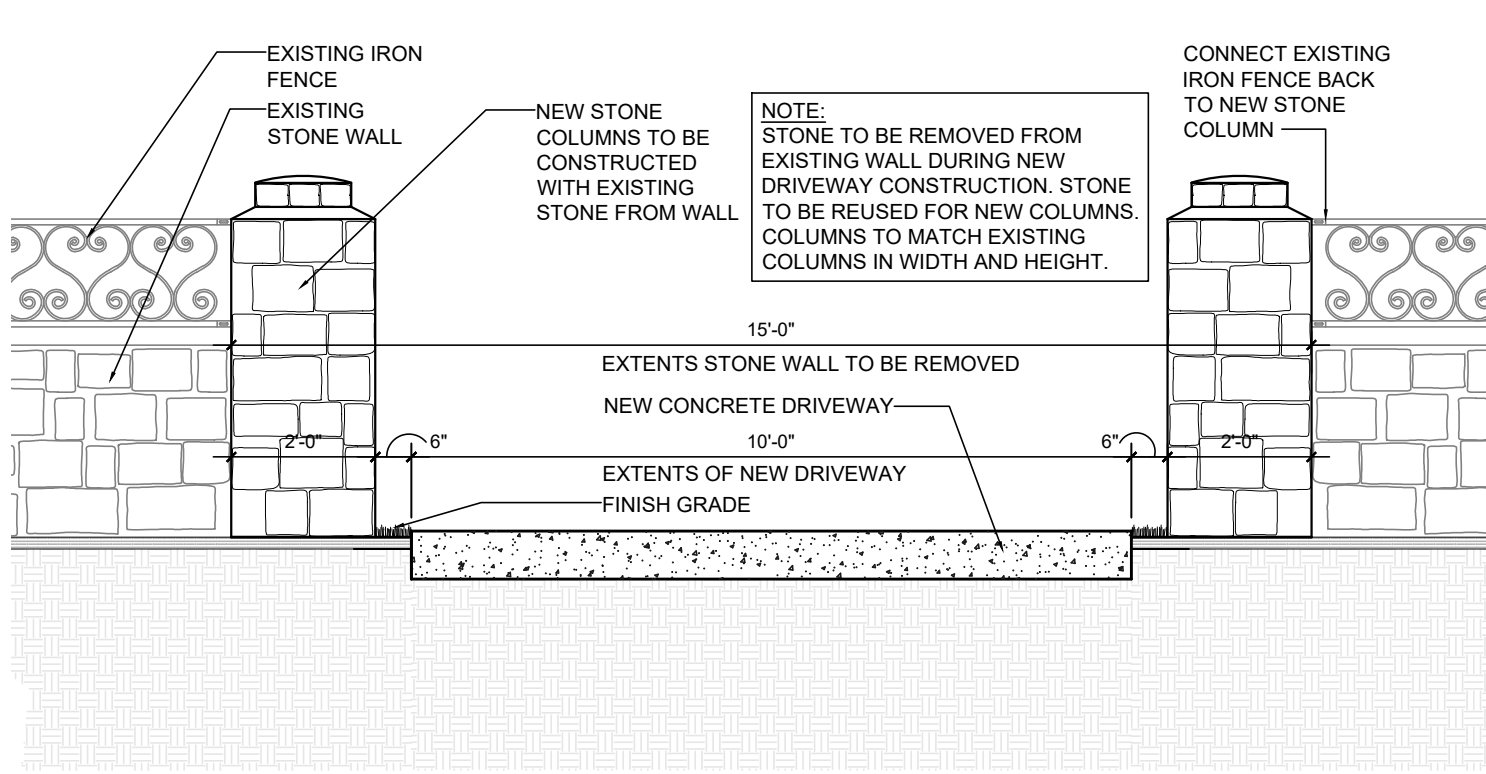 EXISTING IRON
FENCE
EXISTING
STONE WALL
NEW STONE
COLUMNS TO BE
CONSTRUCTED
WITH EXISTING
STONE FROM WALL
NOTE:
STONE TO BE REMOVED FROM
EXISTING WALL DURING NEW
DRIVEWAY CONSTRUCTION. STONE
TO BE REUSED FOR NEW COLUMNS.
COLUMNS TO MATCH EXISTING
COLUMNS IN WIDTH AND HEIGHT.
CONNECT EXISTING
IRON FENCE BACK
TO NEW STONE
COLUMN
15'-0"
EXTENTS STONE WALL TO BE REMOVED
NEW CONCRETE DRIVEWAY
2'-0"
6"
10'-0"
6"
2'-0"
EXTENTS OF NEW DRIVEWAY
FINISH GRADE